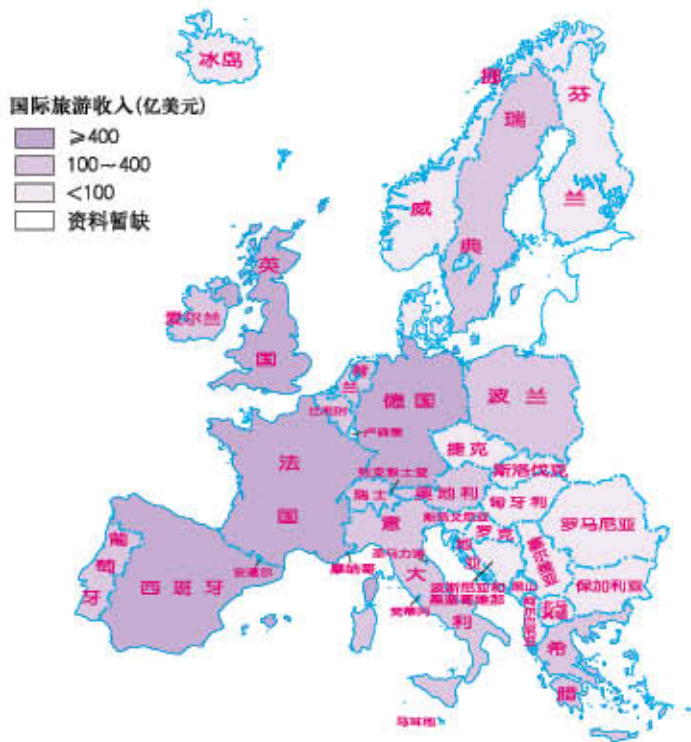 冰岛
国际旅游收入(亿美元)
≥400
100～400
<100
资料暂缺
挪
威
瑞
典
芬
兰
英
国
爱尔兰
荷
兰
比利时
卢森堡
德国
波兰
捷克
斯洛伐克
法
国
列支敦士登
瑞士
奥地利
匈牙利
斯洛文尼亚
克
罗
地
亚
罗马尼亚
意
大
利
圣马力诺
摩纳哥
安道尔
葡
萄
牙
西班牙
梵蒂冈
波斯尼亚和
黑塞哥维那
黑山
塞尔维亚
保加利亚
阿尔巴尼亚
希
腊
马耳他